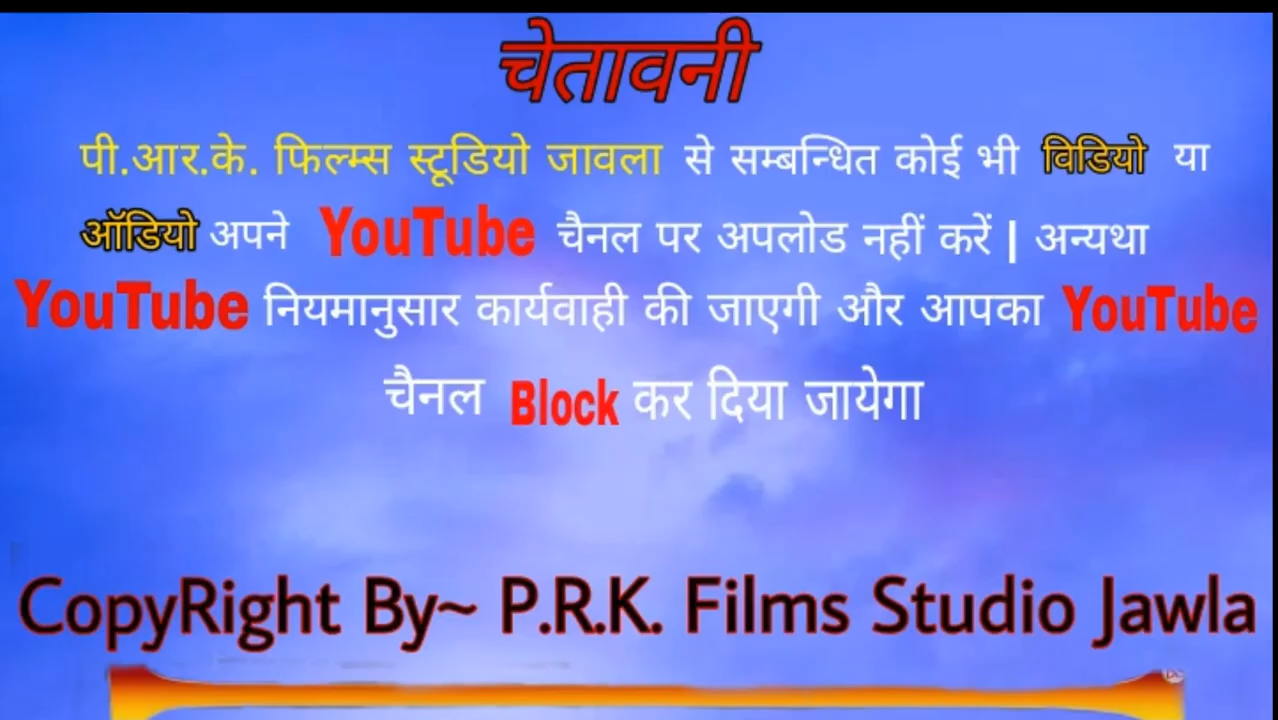 चेतावनी
पी.आर.के. फिल्म्स स्टूडियो जावला से सम्बन्धित कोई भी विडियो या
ऑडियो अपने YouTube चैनल पर अपलोड नहीं करें | अन्यथा
YouTube नियमानुसार कार्यवाही की जाएगी और आपका YouTube
चैनल Block कर दिया जायेगा
CopyRight By~ P.R.K. Films Studio Jawla